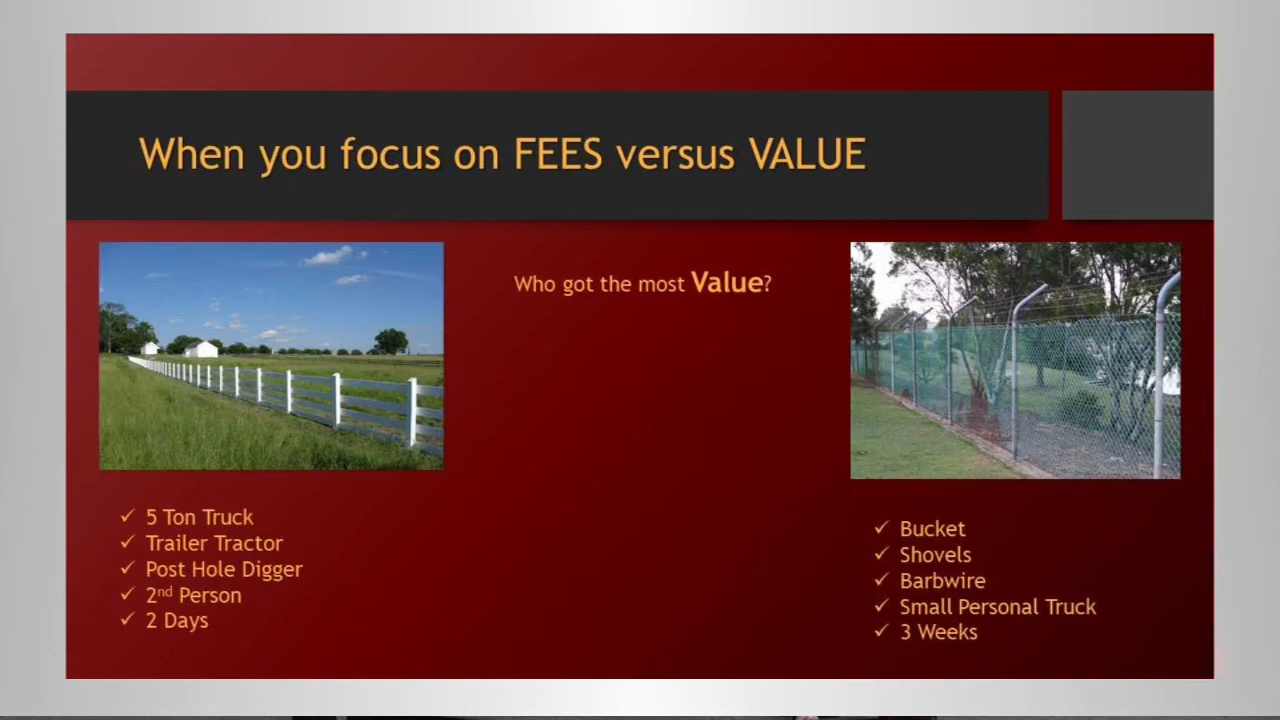 When you focus on FEES versus VALUE
Who got the most Value?
✓ 5 Ton Truck
✓ Trailer Tractor
✓ Post Hole Digger
✓ 2nd Person
✓ 2 Days
✓ Bucket
✓ Shovels
✓ Barbwire
✓ Small Personal Truck
✓ 3 Weeks